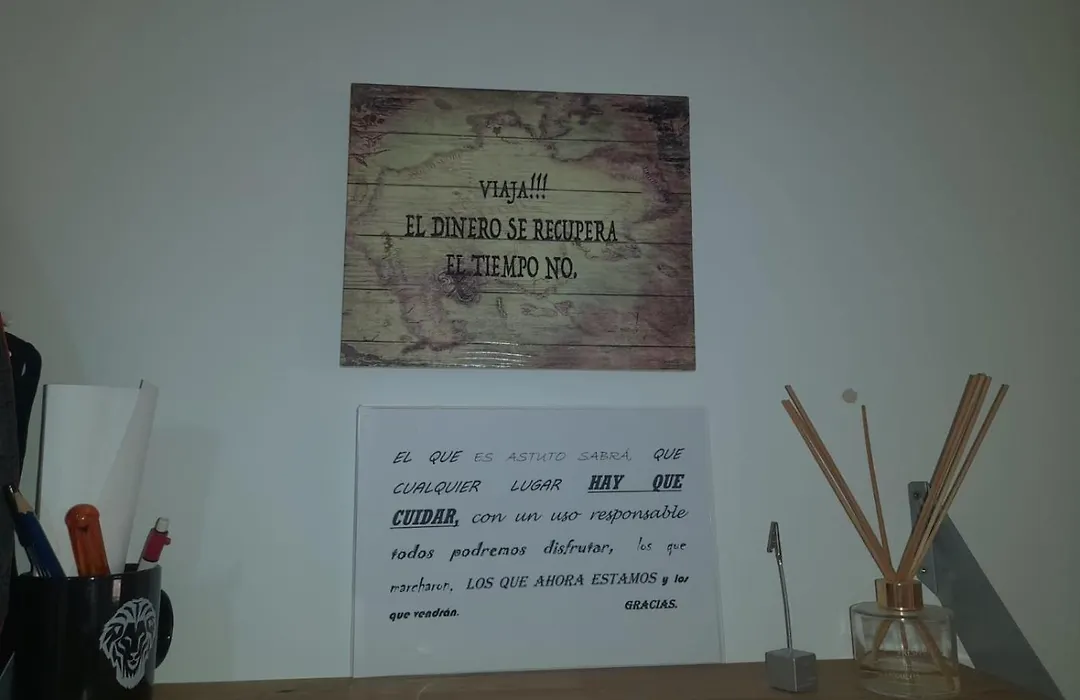 VIAJA!!!
EL DINERO SE RECUPERA
EL TIEMPO NO.
EL QUE ES ASTUTO SABRÁ, QUE
CUALQUIER LUGAR HAY QUE
CUIDAR, con un uso responsable
todos podremos disfrutar, los que
marcharon, LOS QUE AHORA ESTAMOS y los
que vendrán. GRACIAS.